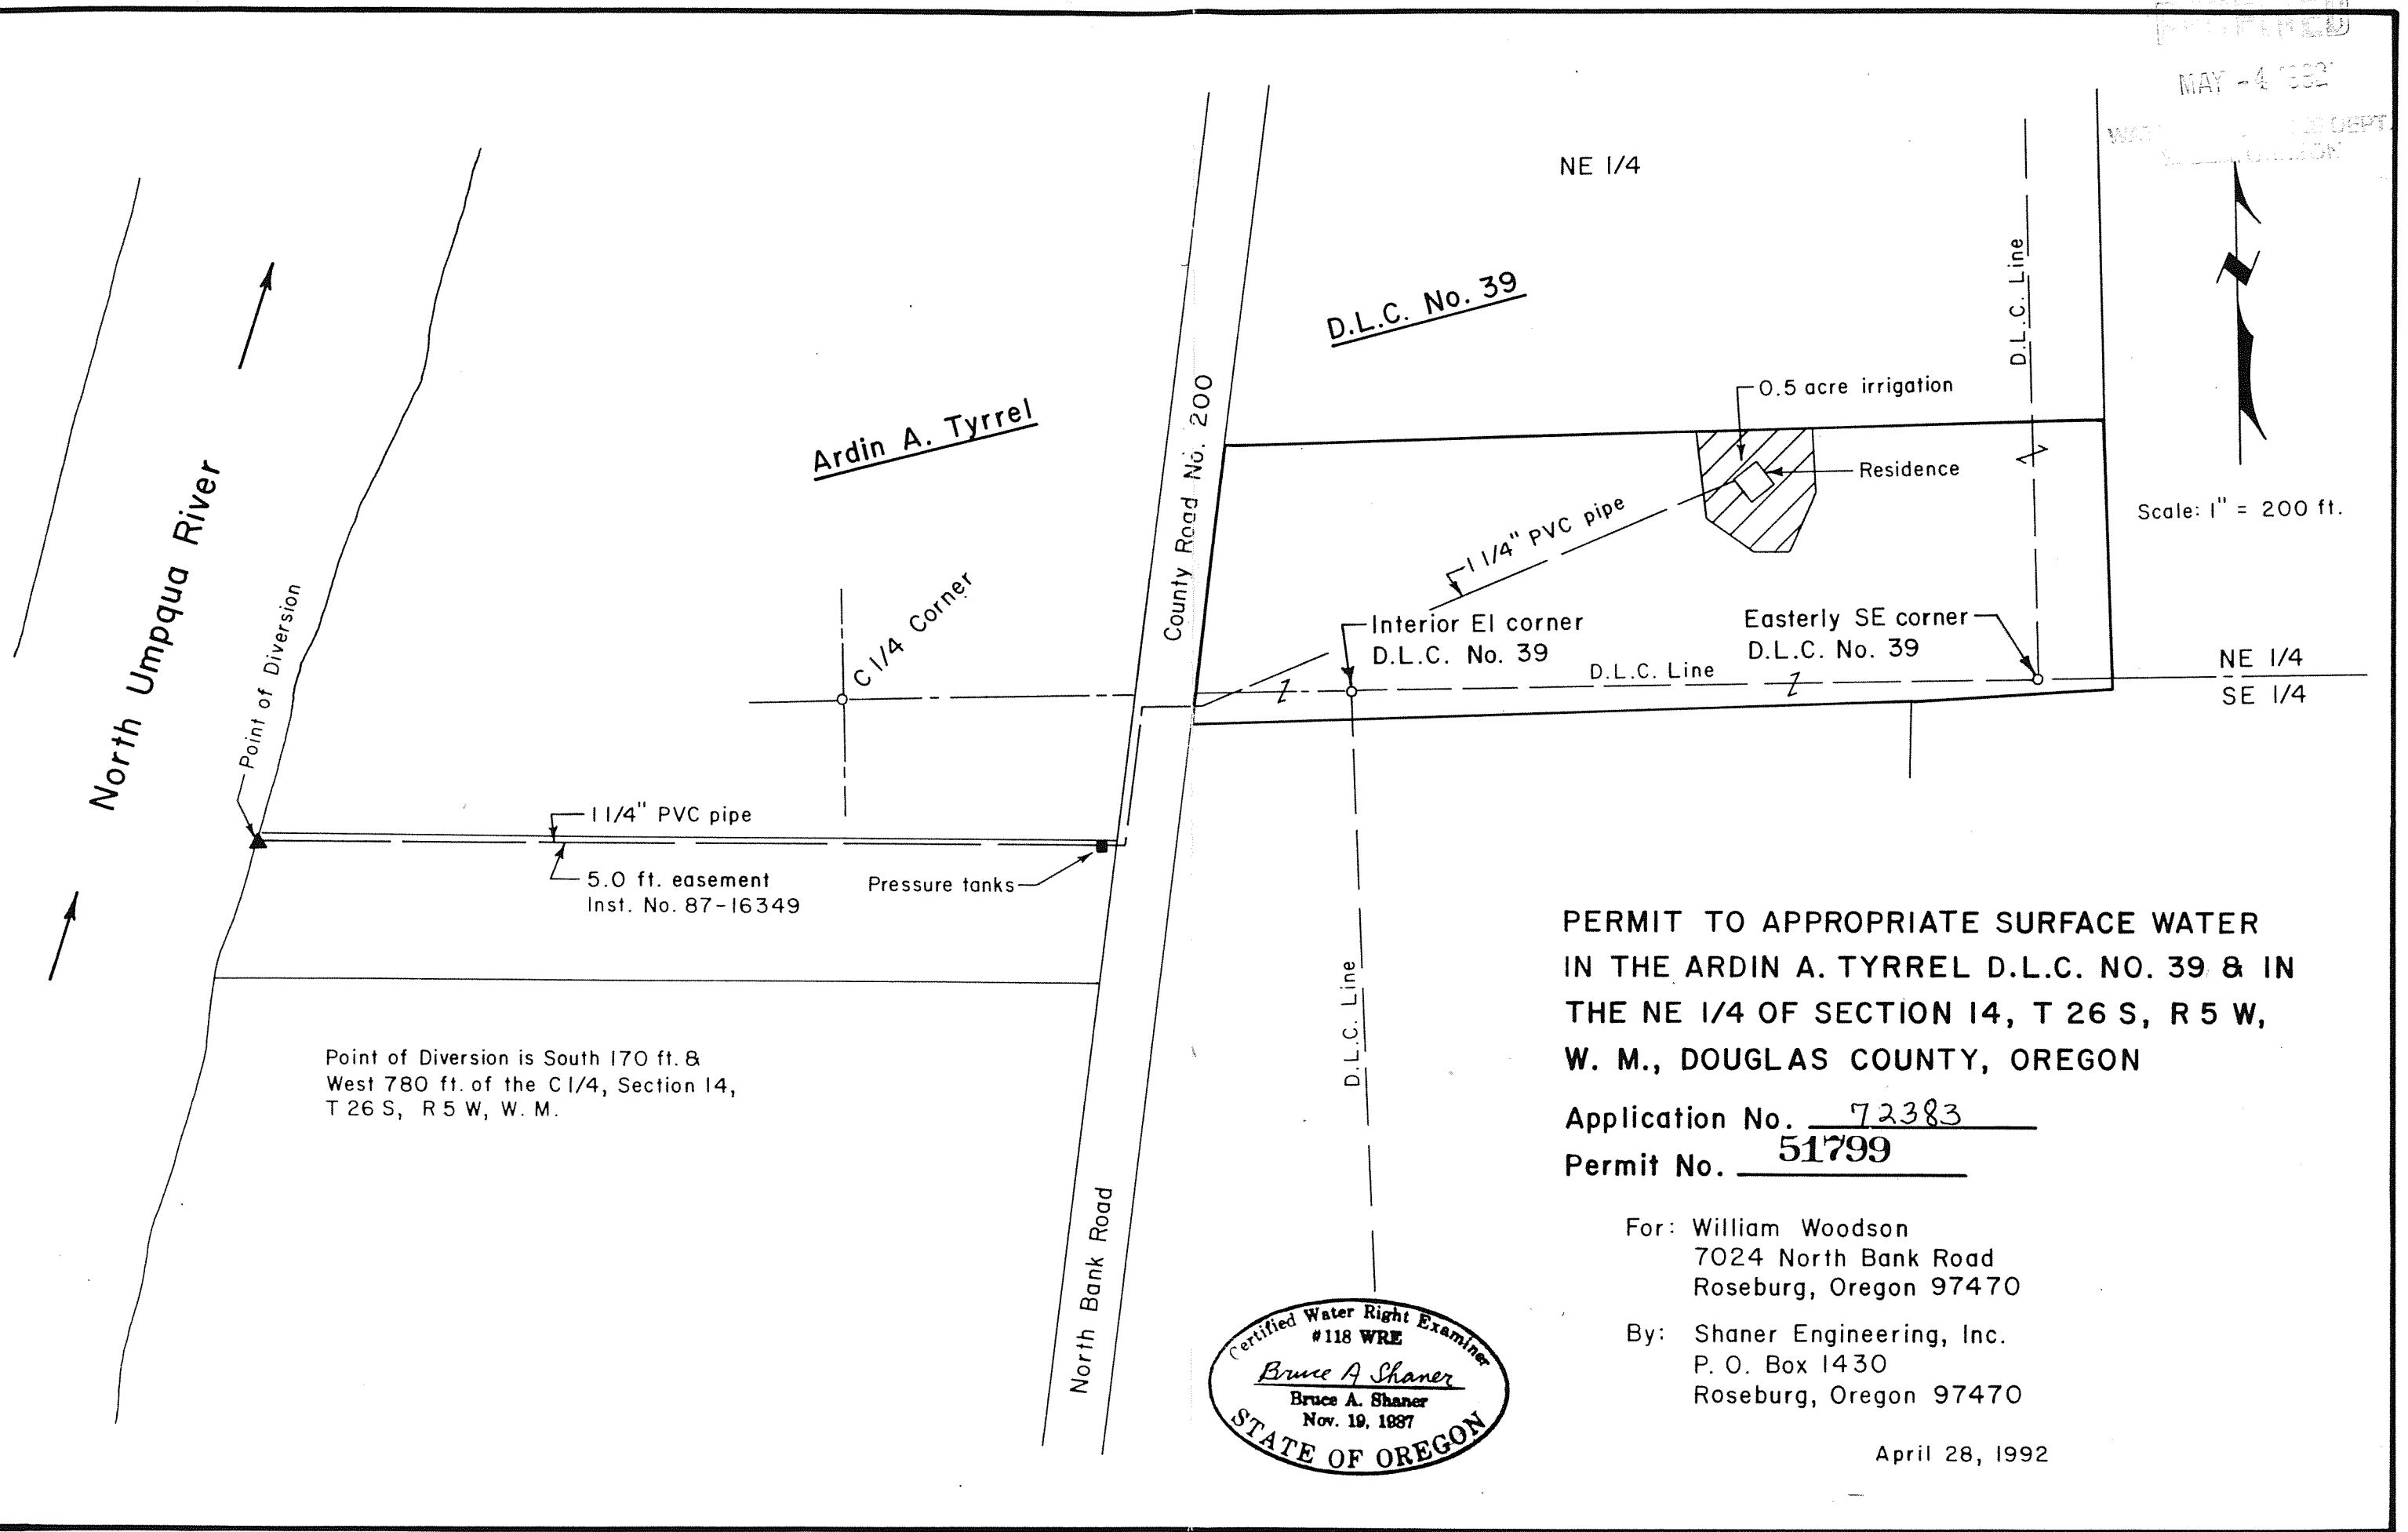 MAY - 4 1992
DEPT.
NE 1/4
D.L.C. No. 39
D.L.C. Line
N
0.5 acre irrigation
Ardin A. Tyrrel
County Road No. 200
Residence
Scale: 1" = 200 ft.
North Umpqua River
1 1/4" PVC pipe
Point of Diversion
C 1/4 Corner
Interior El corner
D.L.C. No. 39
Easterly SE corner
D.L.C. No. 39
D.L.C. Line
NE 1/4
SE 1/4
1 1/4" PVC pipe
5.0 ft. easement
Inst. No. 87-16349
Pressure tanks
D.L.C. Line
North Bank Road
Point of Diversion is South 170 ft. &
West 780 ft. of the C 1/4, Section 14,
T 26 S, R 5 W, W. M.
PERMIT TO APPROPRIATE SURFACE WATER
IN THE ARDIN A. TYRREL D.L.C. NO. 39 & IN
THE NE 1/4 OF SECTION 14, T 26 S, R 5 W,
W. M., DOUGLAS COUNTY, OREGON
Application No. 72383
Permit No. 51799
For: William Woodson
7024 North Bank Road
Roseburg, Oregon 97470
By: Shaner Engineering, Inc.
P. O. Box 1430
Roseburg, Oregon 97470
April 28, 1992
Certified Water Right Examiner
#118 WRE
Bruce A Shaner
Bruce A. Shaner
Nov. 19, 1987
STATE OF OREGON